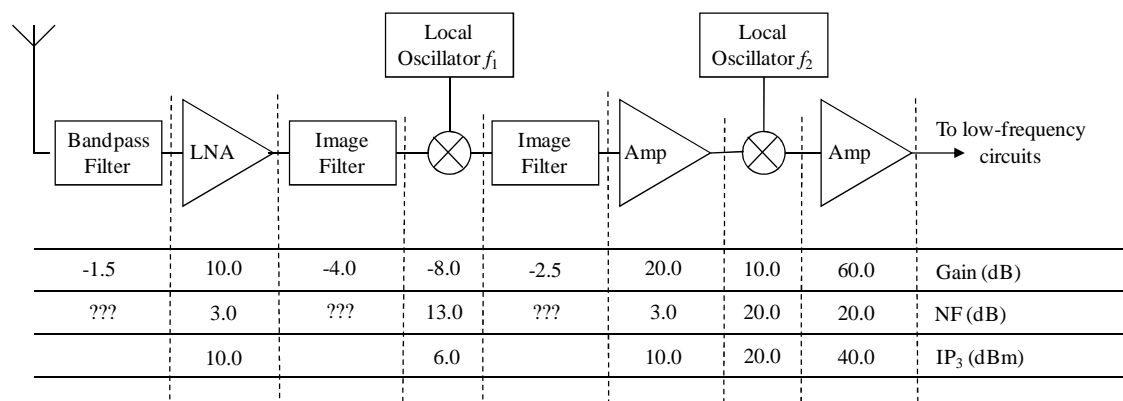 Local
Oscillator f1
Local
Oscillator f2
Bandpass
Filter
LNA
Image
Filter
Image
Filter
Amp
Amp
To low-frequency
circuits
-1.5 10.0 -4.0 -8.0 -2.5 20.0 10.0 60.0 Gain (dB)
??? 3.0 ??? 13.0 ??? 3.0 20.0 20.0 NF (dB)
10.0 6.0 10.0 20.0 40.0 IP3 (dBm)